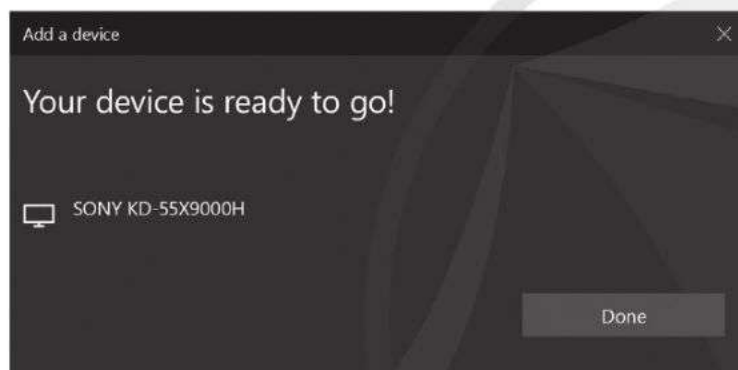 Add a device
Your device is ready to go!
SONY KD-55X9000H
Done